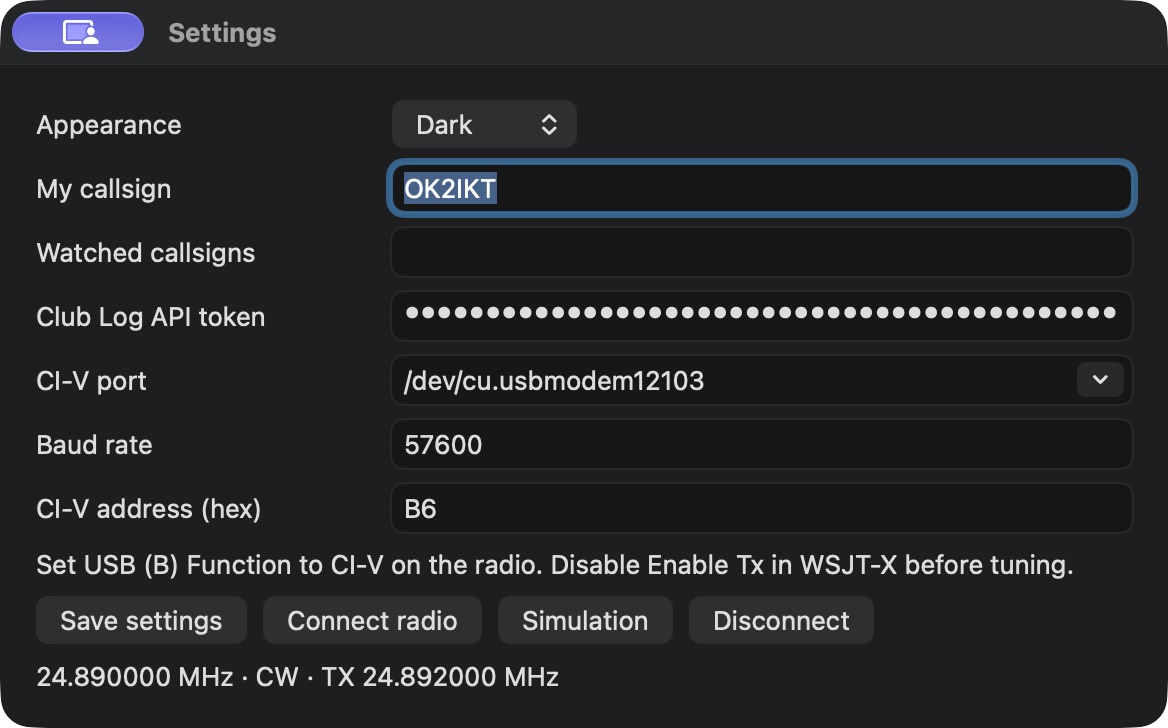 Settings
Appearance Dark
My callsign OK2IKT
Watched callsigns
Club Log API token ••••••••••••••••••••••••••••••••••••••••••••
CI-V port /dev/cu.usbmodem12103
Baud rate 57600
CI-V address (hex) B6
Set USB (B) Function to CI-V on the radio. Disable Enable Tx in WSJT-X before tuning.
Save settings Connect radio Simulation Disconnect
24.890000 MHz · CW · TX 24.892000 MHz